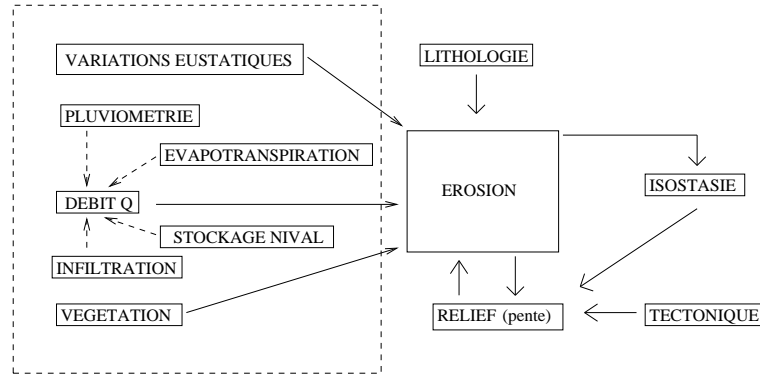 VARIATIONS EUSTATIQUES
LITHOLOGIE
PLUVIOMETRIE
EVAPOTRANSPIRATION
DEBIT Q
EROSION
ISOSTASIE
STOCKAGE NIVAL
INFILTRATION
VEGETATION
RELIEF (pente)
TECTONIQUE